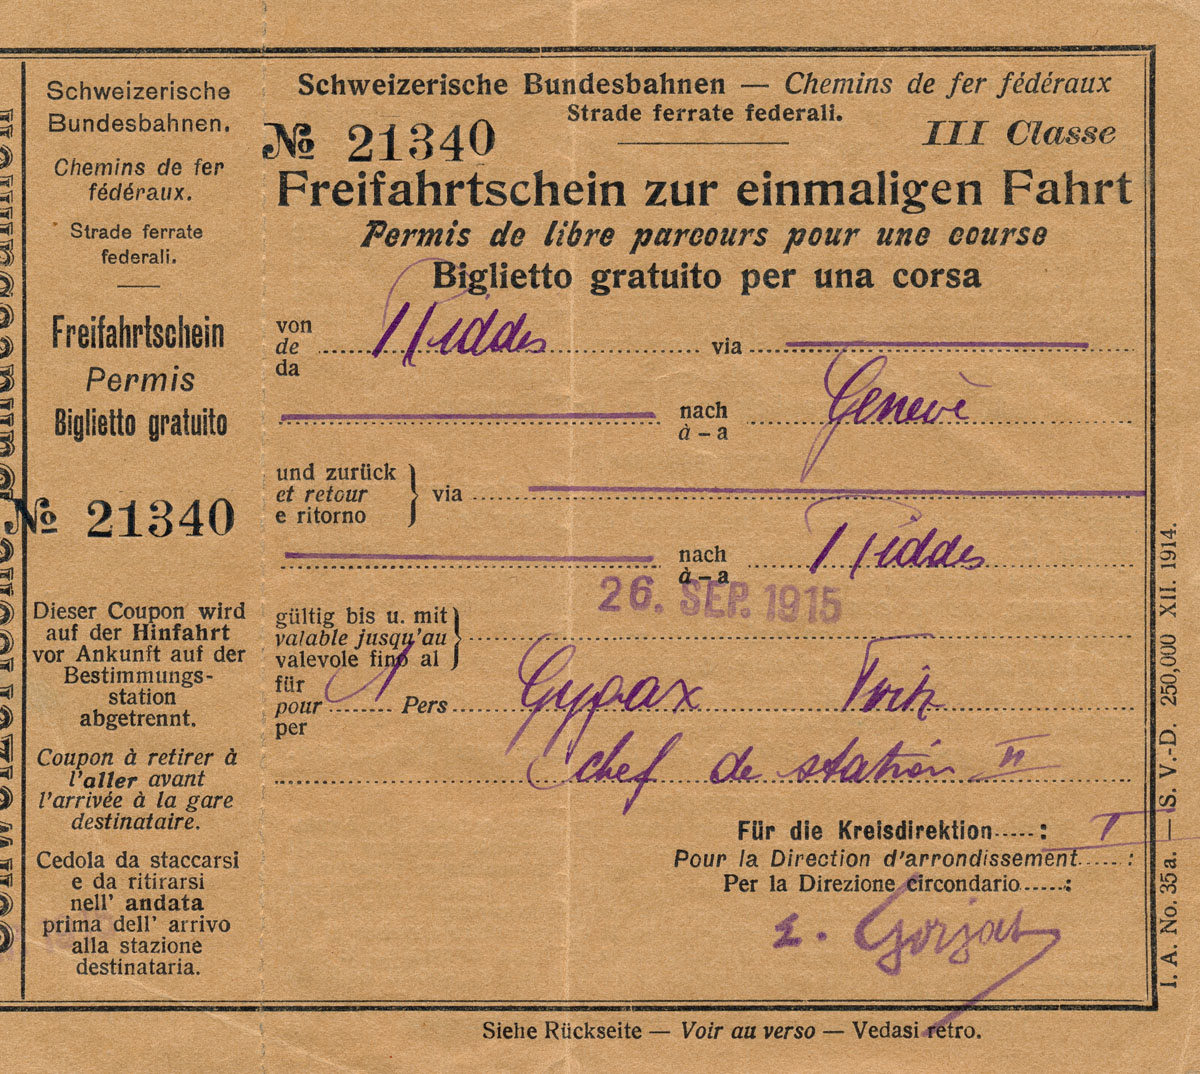 Schweizerische
Bundesbahnen.
Chemins de fer
fédéraux.
Strade ferrate
federali.
Freifahrtschein
Permis
Biglietto gratuito
№ 21340
Dieser Coupon wird
auf der Hinfahrt
vor Ankunft auf der
Bestimmungs-
station
abgetrennt.
Coupon à retirer à
l'aller avant
l'arrivée à la gare
destinataire.
Cedola da staccarsi
e da ritirarsi
nell' andata
prima dell' arrivo
alla stazione
destinataria.
Schweizerische Bundesbahnen — Chemins de fer fédéraux
Strade ferrate federali.
№ 21340 III Classe
Freifahrtschein zur einmaligen Fahrt
Permis de libre parcours pour une course
Biglietto gratuito per una corsa
von
de Riddes via
da
nach Genevè
à – a
und zurück
et retour via
e ritorno
nach Riddes
à – a
26. SEP. 1915
gültig bis u. mit
valable jusqu'au
valevole fino al
für
pour 1 Pers Gygax Fritz
per
chef de station II
Für die Kreisdirektion : I
Pour la Direction d'arrondissement :
Per la Direzione circondario :
Siehe Rückseite — Voir au verso — Vedasi retro.
I. A. No. 35a. — S. V.-D. 250,000 XII. 1914.